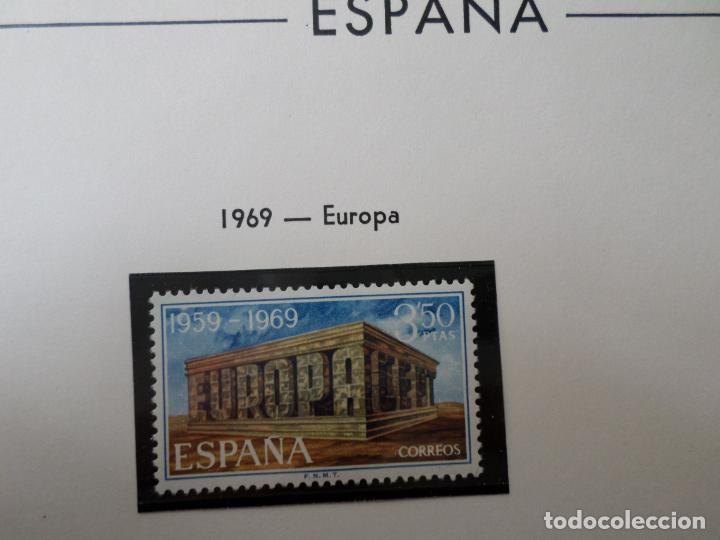 ESPAÑA
1969 — Europa
1959 - 1969
3'50
PTAS
EUROPA CEPT
ESPAÑA
CORREOS
F.N.M.T.
todocoleccion